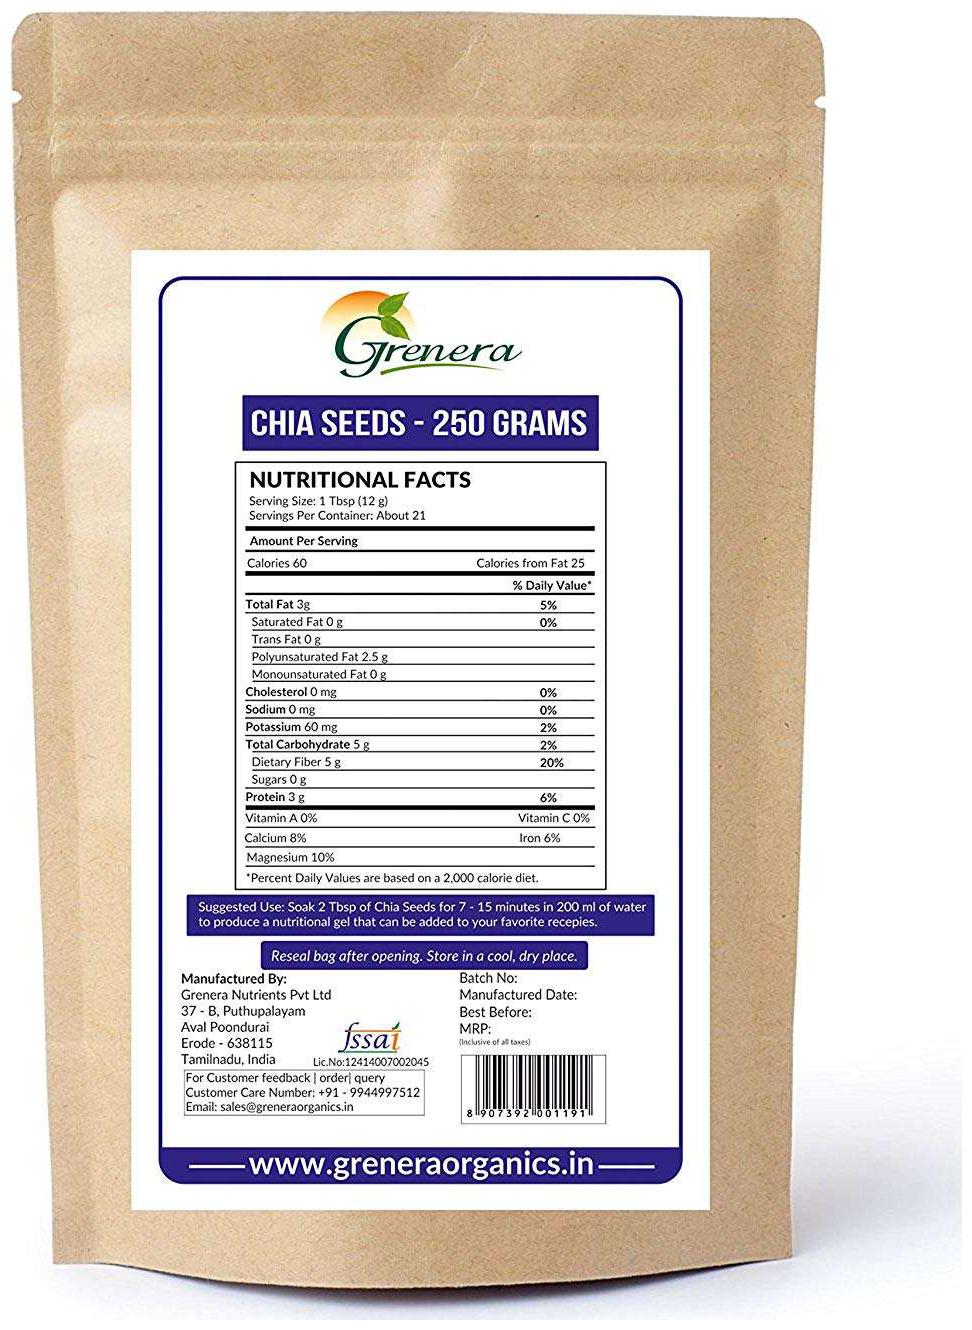 Grenera
CHIA SEEDS - 250 GRAMS
NUTRITIONAL FACTS
Serving Size: 1 Tbsp (12 g)
Servings Per Container: About 21
Amount Per Serving
Calories 60 Calories from Fat 25
% Daily Value*
Total Fat 3g 5%
Saturated Fat 0 g 0%
Trans Fat 0 g
Polyunsaturated Fat 2.5 g
Monounsaturated Fat 0 g
Cholesterol 0 mg 0%
Sodium 0 mg 0%
Potassium 60 mg 2%
Total Carbohydrate 5 g 2%
Dietary Fiber 5 g 20%
Sugars 0 g
Protein 3 g 6%
Vitamin A 0% Vitamin C 0%
Calcium 8% Iron 6%
Magnesium 10%
*Percent Daily Values are based on a 2,000 calorie diet.
Suggested Use: Soak 2 Tbsp of Chia Seeds for 7 - 15 minutes in 200 ml of water
to produce a nutritional gel that can be added to your favorite recepies.
Reseal bag after opening. Store in a cool, dry place.
Manufactured By:
Grenera Nutrients Pvt Ltd
37 - B, Puthupalayam
Aval Poondurai
Erode - 638115
Tamilnadu, India
fssai
Lic.No:12414007002045
For Customer feedback | order| query
Customer Care Number: +91 - 9944997512
Email: sales@greneraorganics.in
Batch No:
Manufactured Date:
Best Before:
MRP:
(Inclusive of all taxes)
8 907392 001191
www.greneraorganics.in